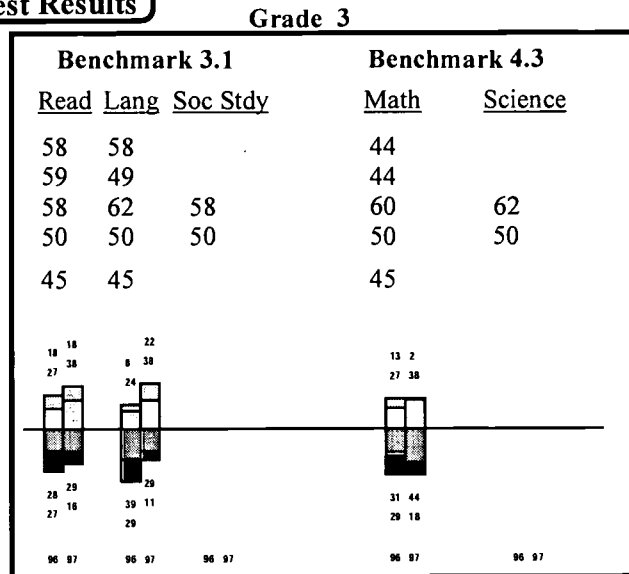 est Results
Grade 3
Benchmark 3.1 Benchmark 4.3
Read Lang Soc Stdy Math Science
58 58 44
59 49 44
58 62 58 60 62
50 50 50 50 50
45 45 45
18 18 22 13 2
27 38 6 38 27 38
24
28 29 29 31 44
27 16 39 11 29 18
29
96 97 96 97 96 97 96 97 96 97